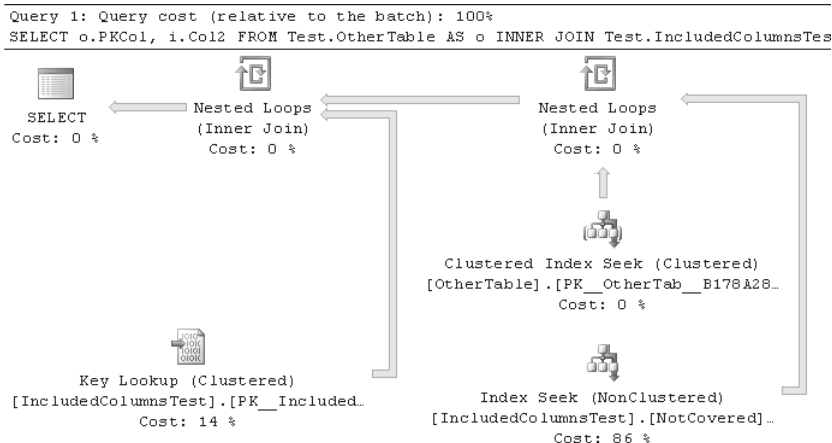 Query 1: Query cost (relative to the batch): 100%
SELECT o.PKCol, i.Col2 FROM Test.OtherTable AS o INNER JOIN Test.IncludedColumnsTes
SELECT
Cost: 0 %
Nested Loops
(Inner Join)
Cost: 0 %
Nested Loops
(Inner Join)
Cost: 0 %
Clustered Index Seek (Clustered)
[OtherTable].[PK__OtherTab__B178A28…
Cost: 0 %
Key Lookup (Clustered)
[IncludedColumnsTest].[PK__Included…
Cost: 14 %
Index Seek (NonClustered)
[IncludedColumnsTest].[NotCovered]…
Cost: 86 %